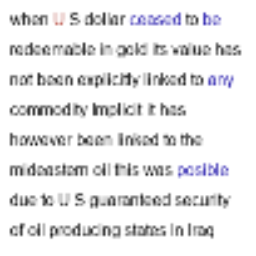 when U S dollar ceased to be
redeemable in gold its value has
not been explicitly linked to any
commodity Implicit it has
however been linked to the
mideastern oil this was posible
due to U S guaranteed security
of oil producing states in Iraq